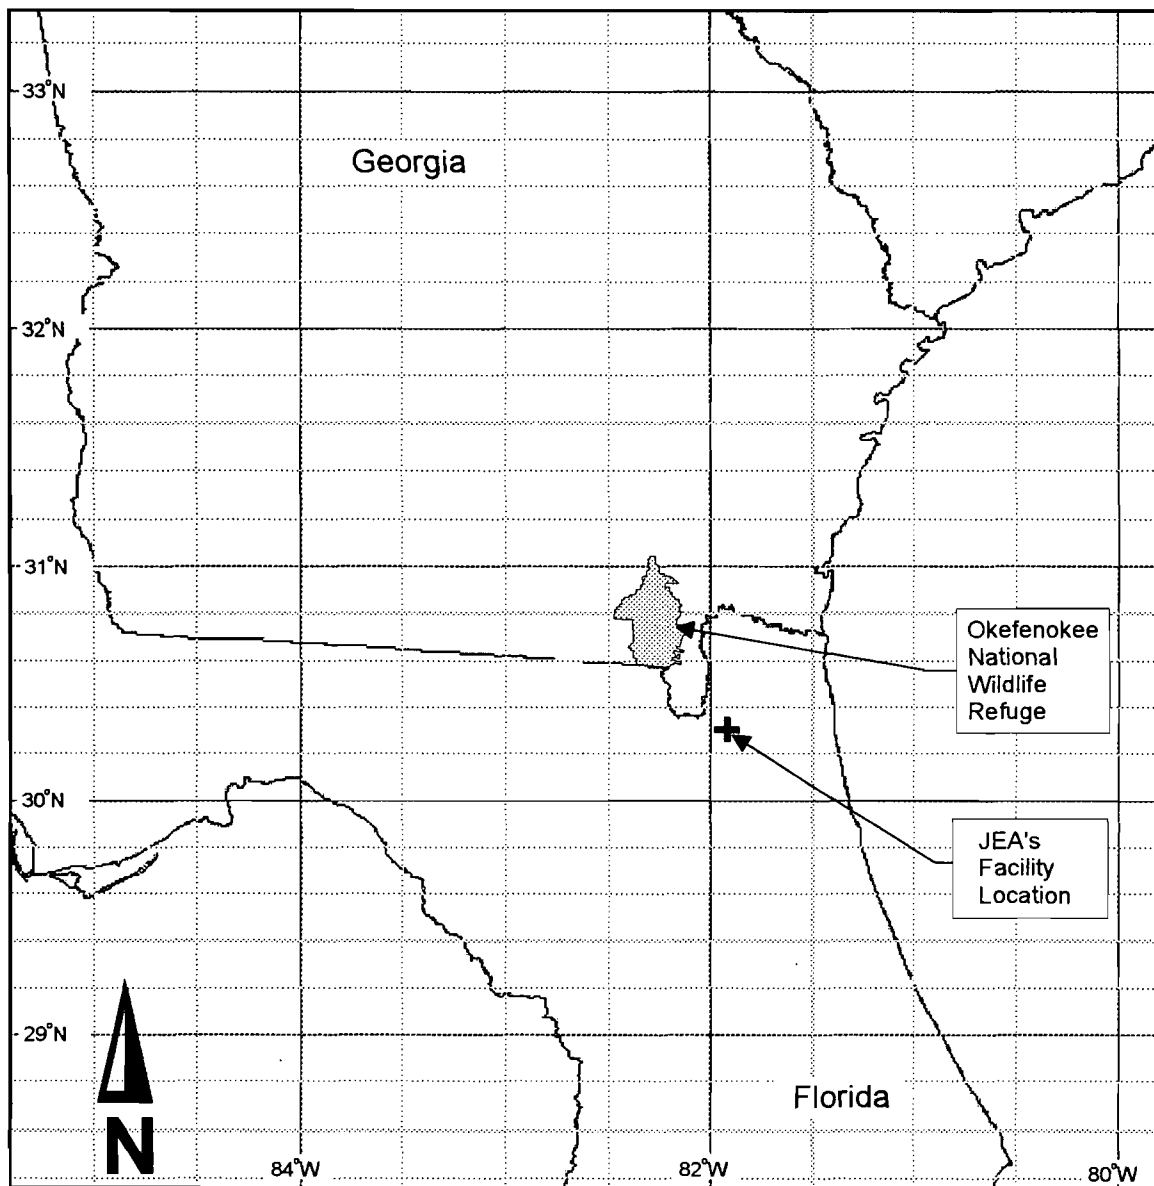 33°N
Georgia
32°N
31°N
Okefenokee
National
Wildlife
Refuge
30°N
JEA's
Facility
Location
29°N
Florida
N
84°W
82°W
80°W